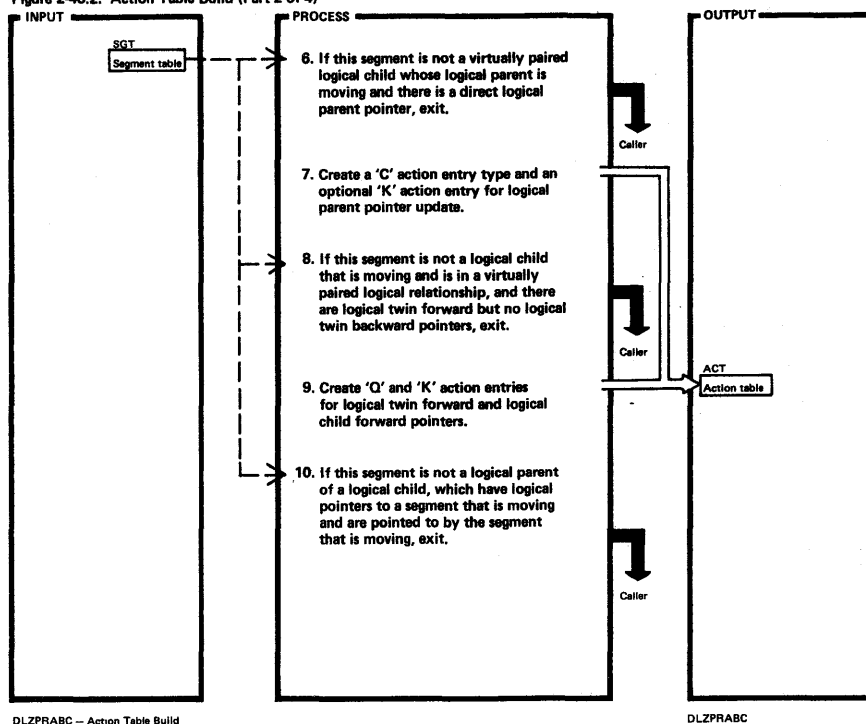 Figure 2-48.2. Action Table Build (Part 2 of 4)
INPUT
PROCESS
OUTPUT
SGT
Segment table
6. If this segment is not a virtually paired
logical child whose logical parent is
moving and there is a direct logical
parent pointer, exit.
Caller
7. Create a 'C' action entry type and an
optional 'K' action entry for logical
parent pointer update.
8. If this segment is not a logical child
that is moving and is in a virtually
paired logical relationship, and there
are logical twin forward but no logical
twin backward pointers, exit.
Caller
ACT
Action table
9. Create 'Q' and 'K' action entries
for logical twin forward and logical
child forward pointers.
10. If this segment is not a logical parent
of a logical child, which have logical
pointers to a segment that is moving
and are pointed to by the segment
that is moving, exit.
Caller
DLZPRABC -- Action Table Build
DLZPRABC